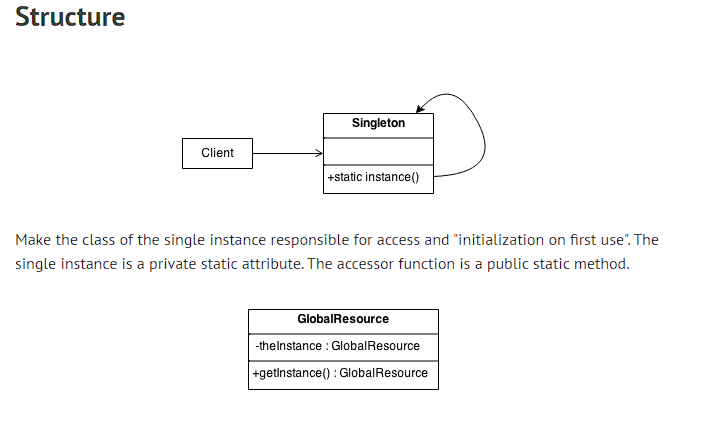 Structure
Singleton
Client
+static instance()
Make the class of the single instance responsible for access and "initialization on first use". The
single instance is a private static attribute. The accessor function is a public static method.
GlobalResource
-theInstance : GlobalResource
+getInstance() : GlobalResource